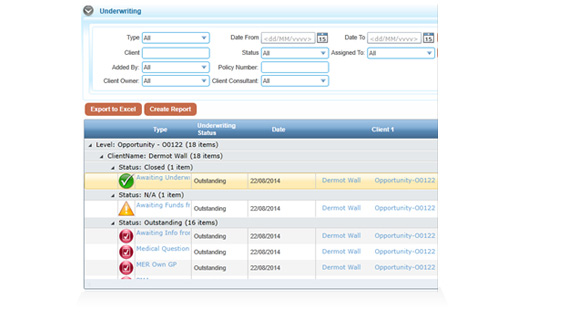 Underwriting
Type All Date From <dd/MM/yyyy> 15 Date To <dd/MM/yyyy> 15
Client Status All Assigned To: All
Added By: All Policy Number:
Client Owner: All Client Consultant: All
Export to Excel Create Report
Type Underwriting Status Date Client 1
Level: Opportunity - O0122 (18 items)
ClientName: Dermot Wall (18 items)
Status: Closed (1 item)
Awaiting Underw Outstanding 22/08/2014 Dermot Wall Opportunity-O0122
Status: N/A (1 item)
Awaiting Funds fr Outstanding 22/08/2014 Dermot Wall Opportunity-O0122
Status: Outstanding (16 items)
Awaiting Info fro Outstanding 22/08/2014 Dermot Wall Opportunity-O0122
Medical Question Outstanding 22/08/2014 Dermot Wall Opportunity-O0122
MER Own GP Outstanding 22/08/2014 Dermot Wall Opportunity-O0122